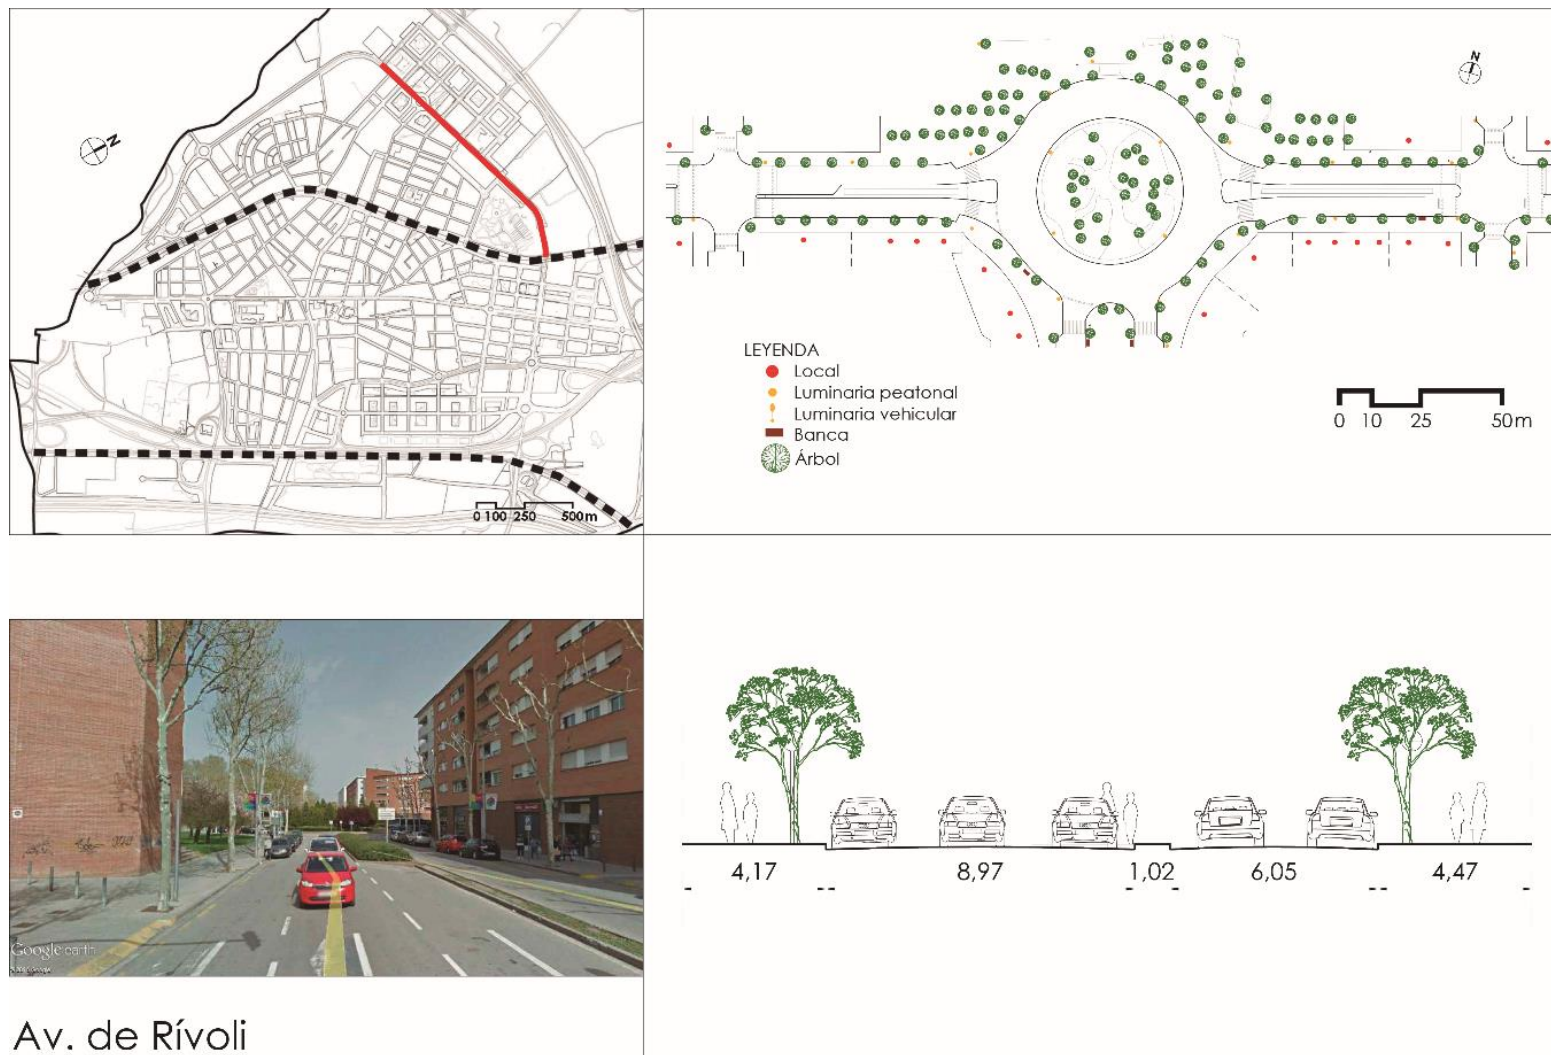 N
0 100 250 500m
N
LEYENDA
Local
Luminaria peatonal
Luminaria vehicular
Banca
Árbol
0 10 25 50m
Google earth
4,17 8,97 1,02 6,05 4,47
Av. de Rívoli